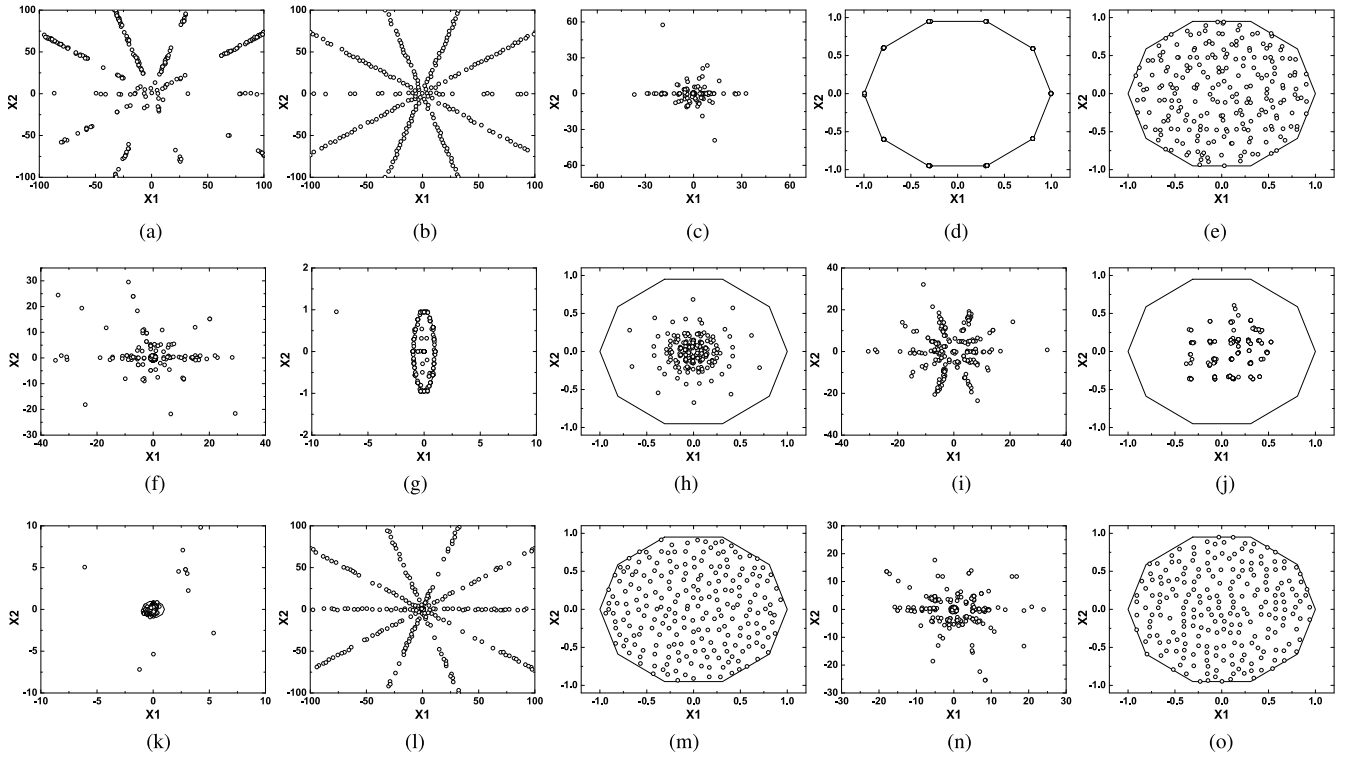 X2
100
50
0
-50
-100
-100 -50 0 50 100
X1
(a)
X2
100
50
0
-50
-100
-100 -50 0 50 100
X1
(b)
X2
60
30
0
-30
-60
-60 -30 0 30 60
X1
(c)
X2
1.0
0.5
0.0
-0.5
-1.0
-1.0 -0.5 0.0 0.5 1.0
X1
(d)
X2
1.0
0.5
0.0
-0.5
-1.0
-1.0 -0.5 0.0 0.5 1.0
X1
(e)
X2
30
20
10
0
-10
-20
-30
-40 -20 0 20 40
X1
(f)
X2
2
1
0
-1
-2
-10 -5 0 5 10
X1
(g)
X2
1.0
0.5
0.0
-0.5
-1.0
-1.0 -0.5 0.0 0.5 1.0
X1
(h)
X2
40
20
0
-20
-40
-40 -20 0 20 40
X1
(i)
X2
1.0
0.5
0.0
-0.5
-1.0
-1.0 -0.5 0.0 0.5 1.0
X1
(j)
X2
10
5
0
-5
-10
-10 -5 0 5 10
X1
(k)
X2
100
50
0
-50
-100
-100 -50 0 50 100
X1
(l)
X2
1.0
0.5
0.0
-0.5
-1.0
-1.0 -0.5 0.0 0.5 1.0
X1
(m)
X2
30
20
10
0
-10
-20
-30
-30 -20 -10 0 10 20 30
X1
(n)
X2
1.0
0.5
0.0
-0.5
-1.0
-1.0 -0.5 0.0 0.5 1.0
X1
(o)